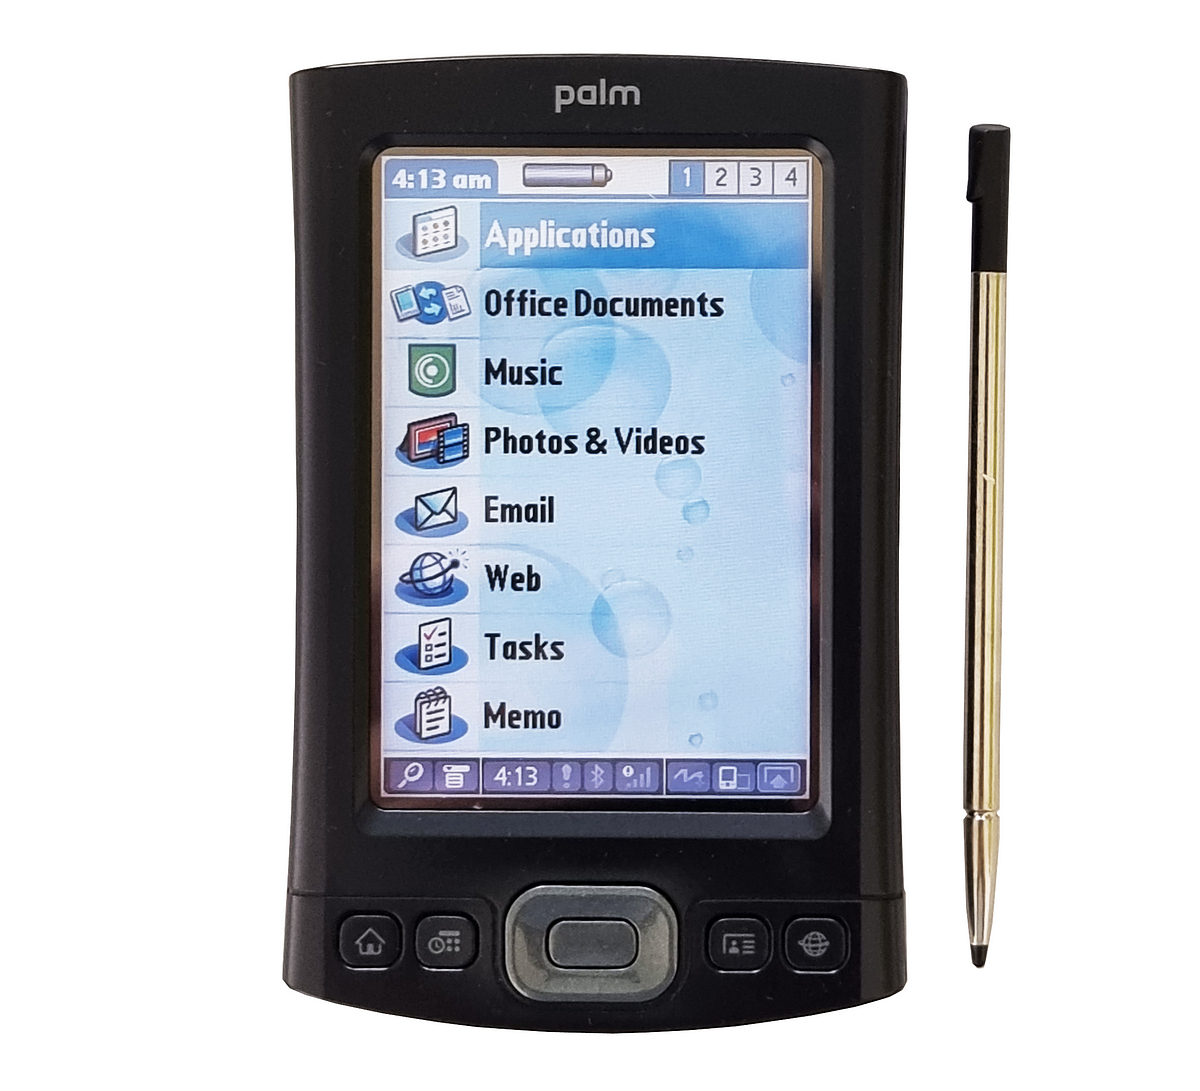 palm
4:13 am 1 2 3 4
Applications
Office Documents
Music
Photos & Videos
Email
Web
Tasks
Memo
4:13